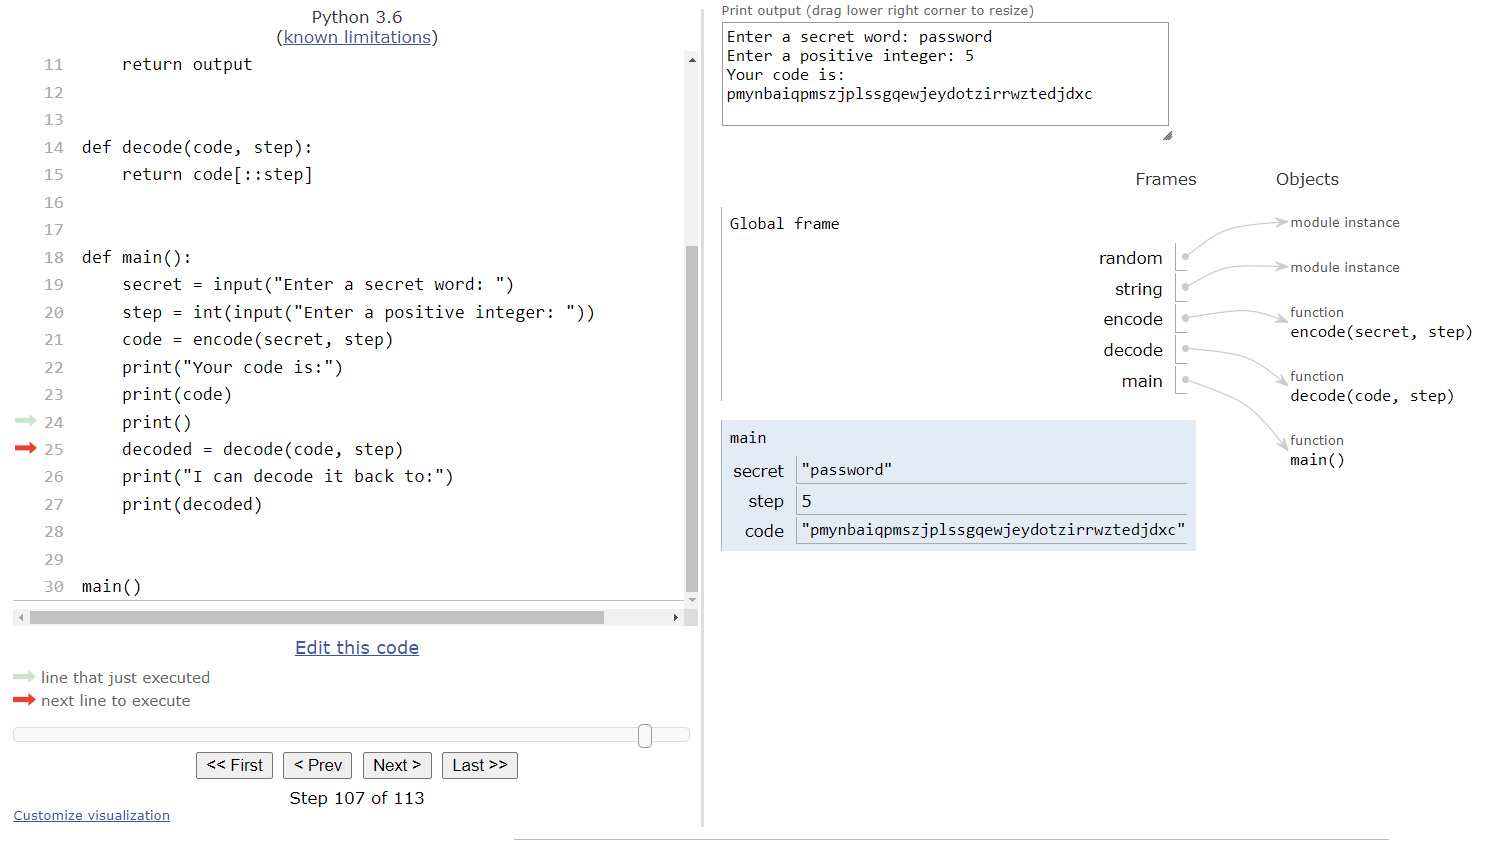 Python 3.6
(known limitations)
11 return output
12
13
14 def decode(code, step):
15 return code[::step]
16
17
18 def main():
19 secret = input("Enter a secret word: ")
20 step = int(input("Enter a positive integer: "))
21 code = encode(secret, step)
22 print("Your code is:")
23 print(code)
24 print()
25 decoded = decode(code, step)
26 print("I can decode it back to:")
27 print(decoded)
28
29
30 main()
Edit this code
line that just executed
next line to execute
<< First < Prev Next > Last >>
Step 107 of 113
Customize visualization
Print output (drag lower right corner to resize)
Enter a secret word: password
Enter a positive integer: 5
Your code is:
pmynbaiqpmszjplssgqewjeydotzirrwztedjdxc
Frames Objects
Global frame
random
string
encode
decode
main
module instance
module instance
function
encode(secret, step)
function
decode(code, step)
function
main()
main
secret "password"
step 5
code "pmynbaiqpmszjplssgqewjeydotzirrwztedjdxc"